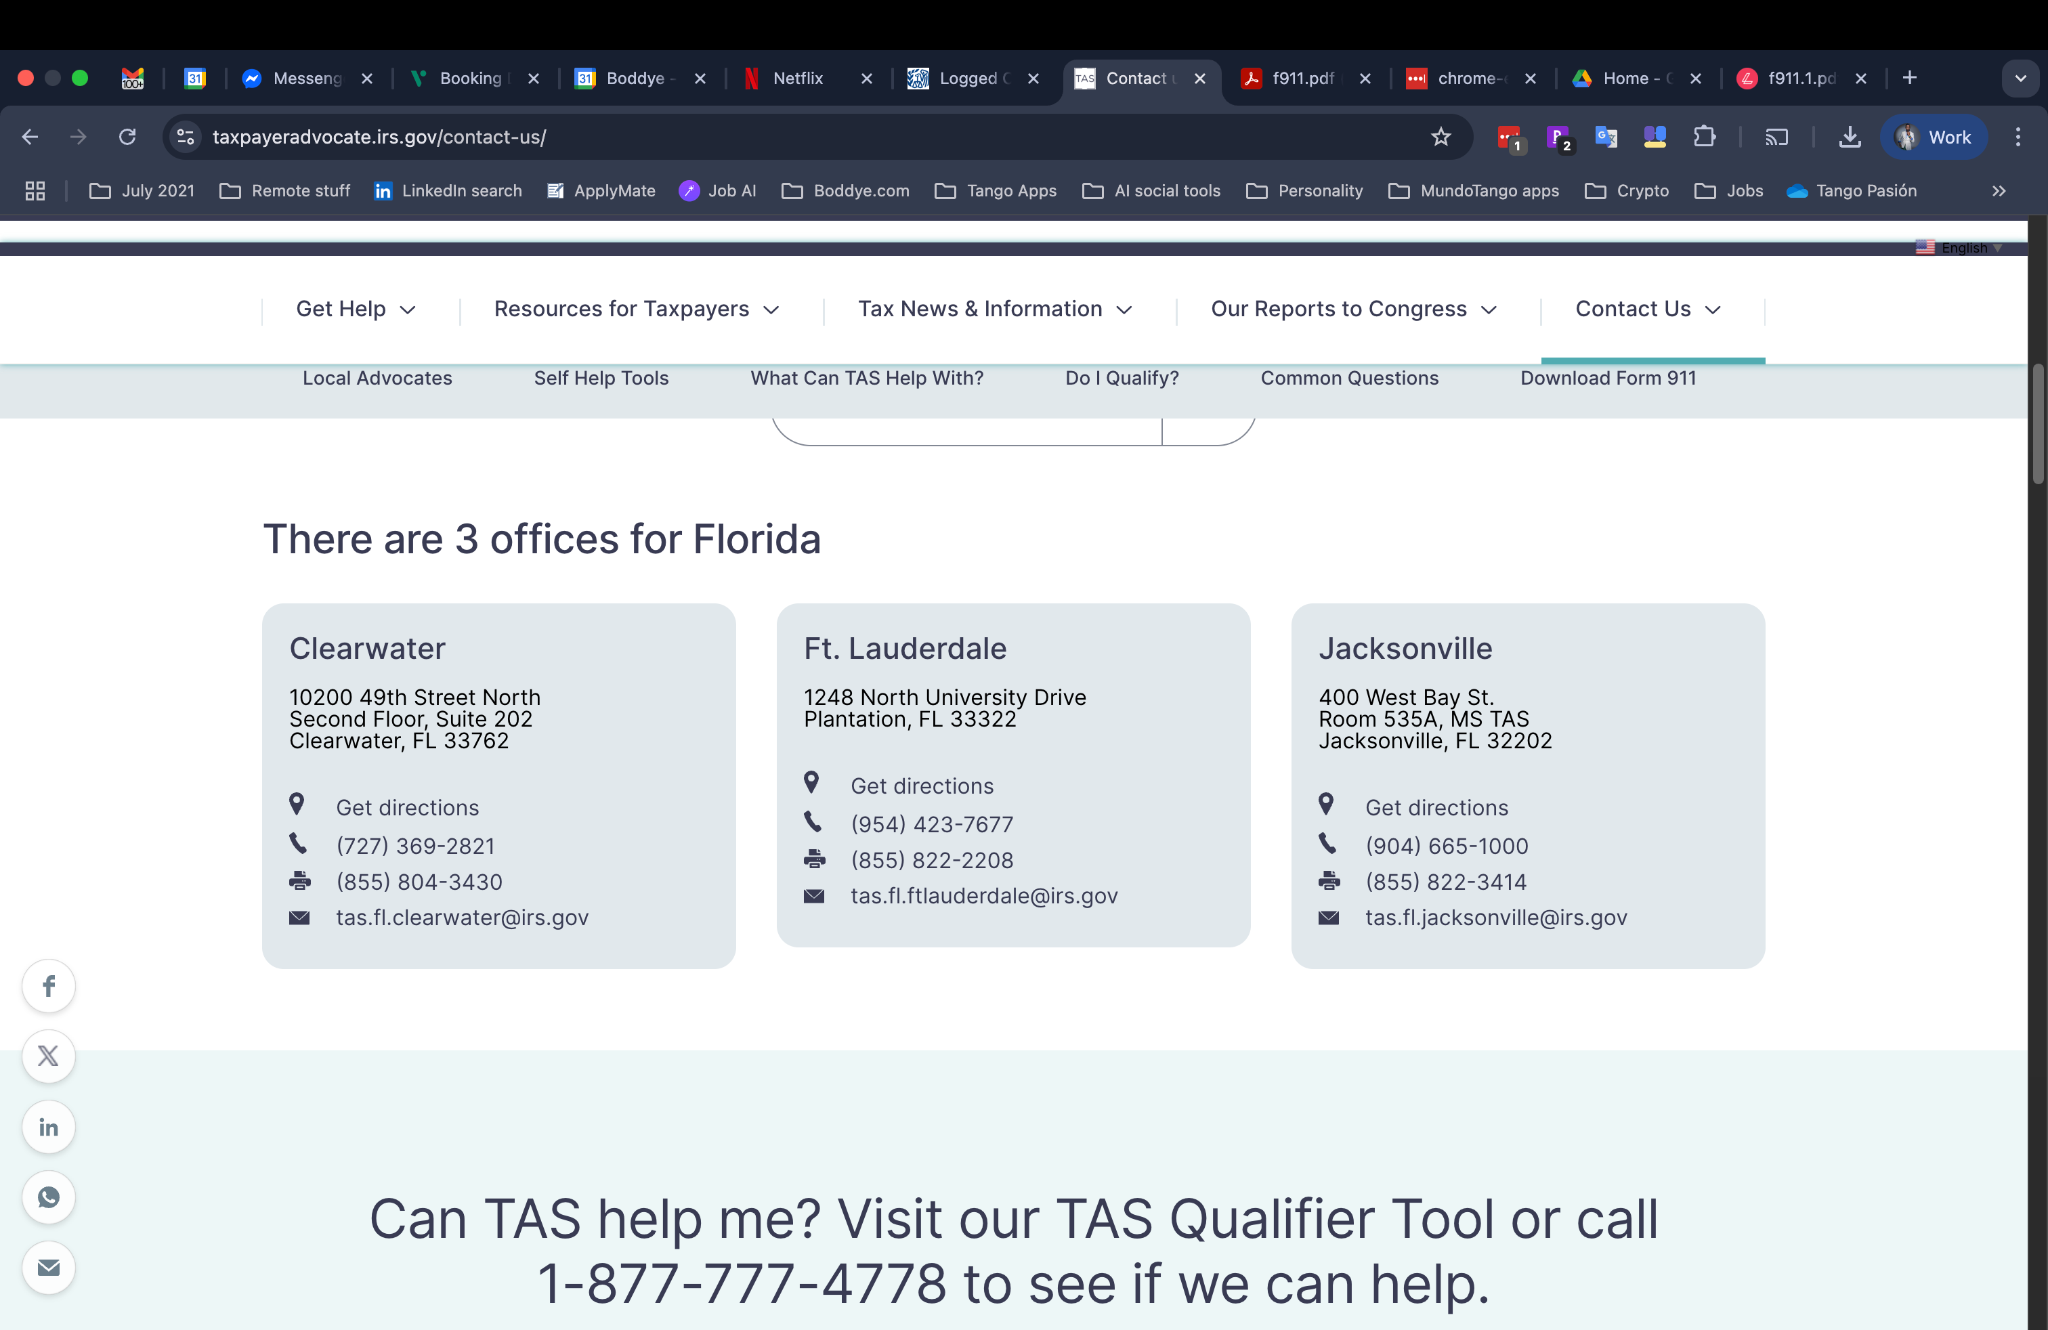 100+
31
Messeng
Booking
31
Boddye -
Netflix
Logged
TAS
Contact
f911.pdf
chrome-
Home -
f911.1.pd
taxpayeradvocate.irs.gov/contact-us/
1
2
Work
July 2021
Remote stuff
in
LinkedIn search
ApplyMate
Job AI
Boddye.com
Tango Apps
AI social tools
Personality
MundoTango apps
Crypto
Jobs
Tango Pasión
English
Get Help
Resources for Taxpayers
Tax News & Information
Our Reports to Congress
Contact Us
Local Advocates
Self Help Tools
What Can TAS Help With?
Do I Qualify?
Common Questions
Download Form 911
There are 3 offices for Florida
Clearwater
10200 49th Street North
Second Floor, Suite 202
Clearwater, FL 33762
Get directions
(727) 369-2821
(855) 804-3430
tas.fl.clearwater@irs.gov
Ft. Lauderdale
1248 North University Drive
Plantation, FL 33322
Get directions
(954) 423-7677
(855) 822-2208
tas.fl.ftlauderdale@irs.gov
Jacksonville
400 West Bay St.
Room 535A, MS TAS
Jacksonville, FL 32202
Get directions
(904) 665-1000
(855) 822-3414
tas.fl.jacksonville@irs.gov
Can TAS help me? Visit our TAS Qualifier Tool or call
1-877-777-4778 to see if we can help.